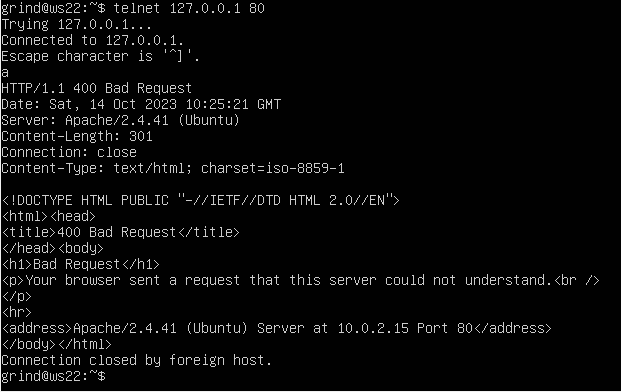 grind@ws22:~$ telnet 127.0.0.1 80
Trying 127.0.0.1...
Connected to 127.0.0.1.
Escape character is '^]'.
a
HTTP/1.1 400 Bad Request
Date: Sat, 14 Oct 2023 10:25:21 GMT
Server: Apache/2.4.41 (Ubuntu)
Content-Length: 301
Connection: close
Content-Type: text/html; charset=iso-8859-1

<!DOCTYPE HTML PUBLIC "-//IETF//DTD HTML 2.0//EN">
<html><head>
<title>400 Bad Request</title>
</head><body>
<h1>Bad Request</h1>
<p>Your browser sent a request that this server could not understand.<br />
</p>
<hr>
<address>Apache/2.4.41 (Ubuntu) Server at 10.0.2.15 Port 80</address>
</body></html>
Connection closed by foreign host.
grind@ws22:~$